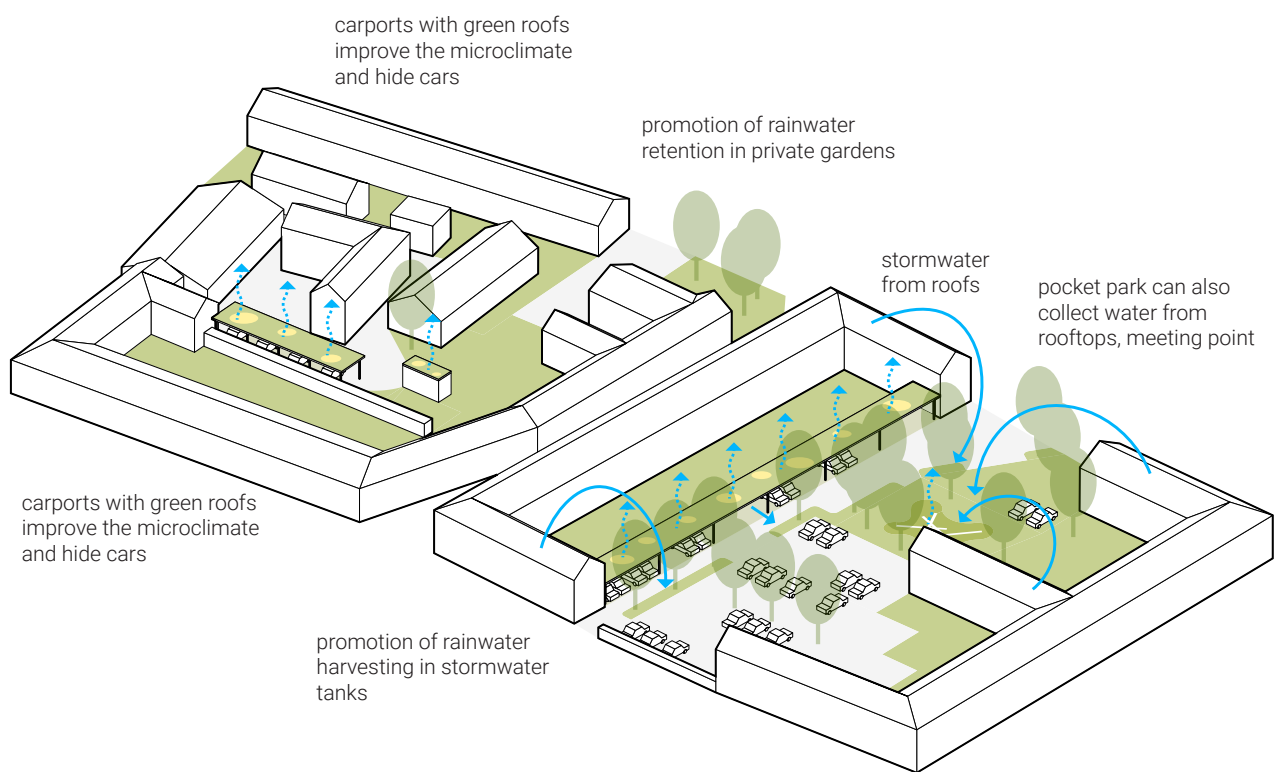 carports with green roofs
improve the microclimate
and hide cars
promotion of rainwater
retention in private gardens
stormwater
from roofs
pocket park can also
collect water from
rooftops, meeting point
carports with green roofs
improve the microclimate
and hide cars
promotion of rainwater
harvesting in stormwater
tanks